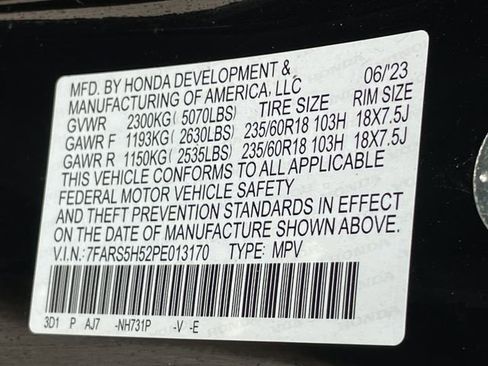 MFD. BY HONDA DEVELOPMENT & 06/'23
MANUFACTURING OF AMERICA, LLC
GVWR 2300KG (5070LBS) TIRE SIZE RIM SIZE
GAWR F 1193KG (2630LBS) 235/60R18 103H 18X7.5J
GAWR R 1150KG (2535LBS) 235/60R18 103H 18X7.5J
THIS VEHICLE CONFORMS TO ALL APPLICABLE
FEDERAL MOTOR VEHICLE SAFETY
AND THEFT PREVENTION STANDARDS IN EFFECT
ON THE DATE OF MANUFACTURE SHOWN ABOVE.
V.I.N.: 7FARS5H52PE013170 TYPE: MPV
3D1 P AJ7 -NH731P -V -E